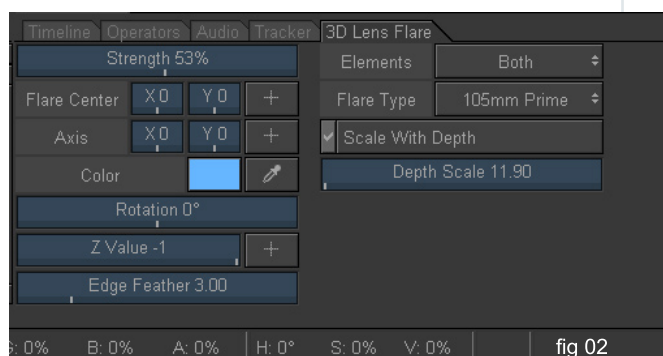 Timeline Operators Audio Tracker 3D Lens Flare
Strength 53%
Elements Both
Flare Center X 0 Y 0 +
Flare Type 105mm Prime
Axis X 0 Y 0 +
Scale With Depth
Color
Depth Scale 11.90
Rotation 0°
Z Value -1 +
Edge Feather 3.00
G: 0% B: 0% A: 0% H: 0° S: 0% V: 0%
fig 02